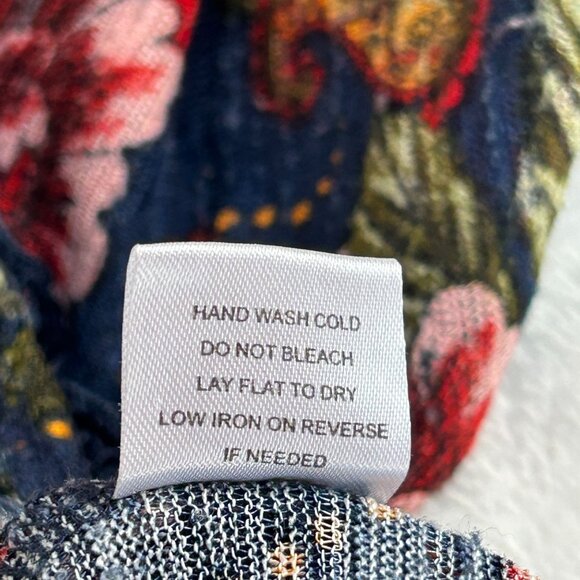 HAND WASH COLD
DO NOT BLEACH
LAY FLAT TO DRY
LOW IRON ON REVERSE
IF NEEDED